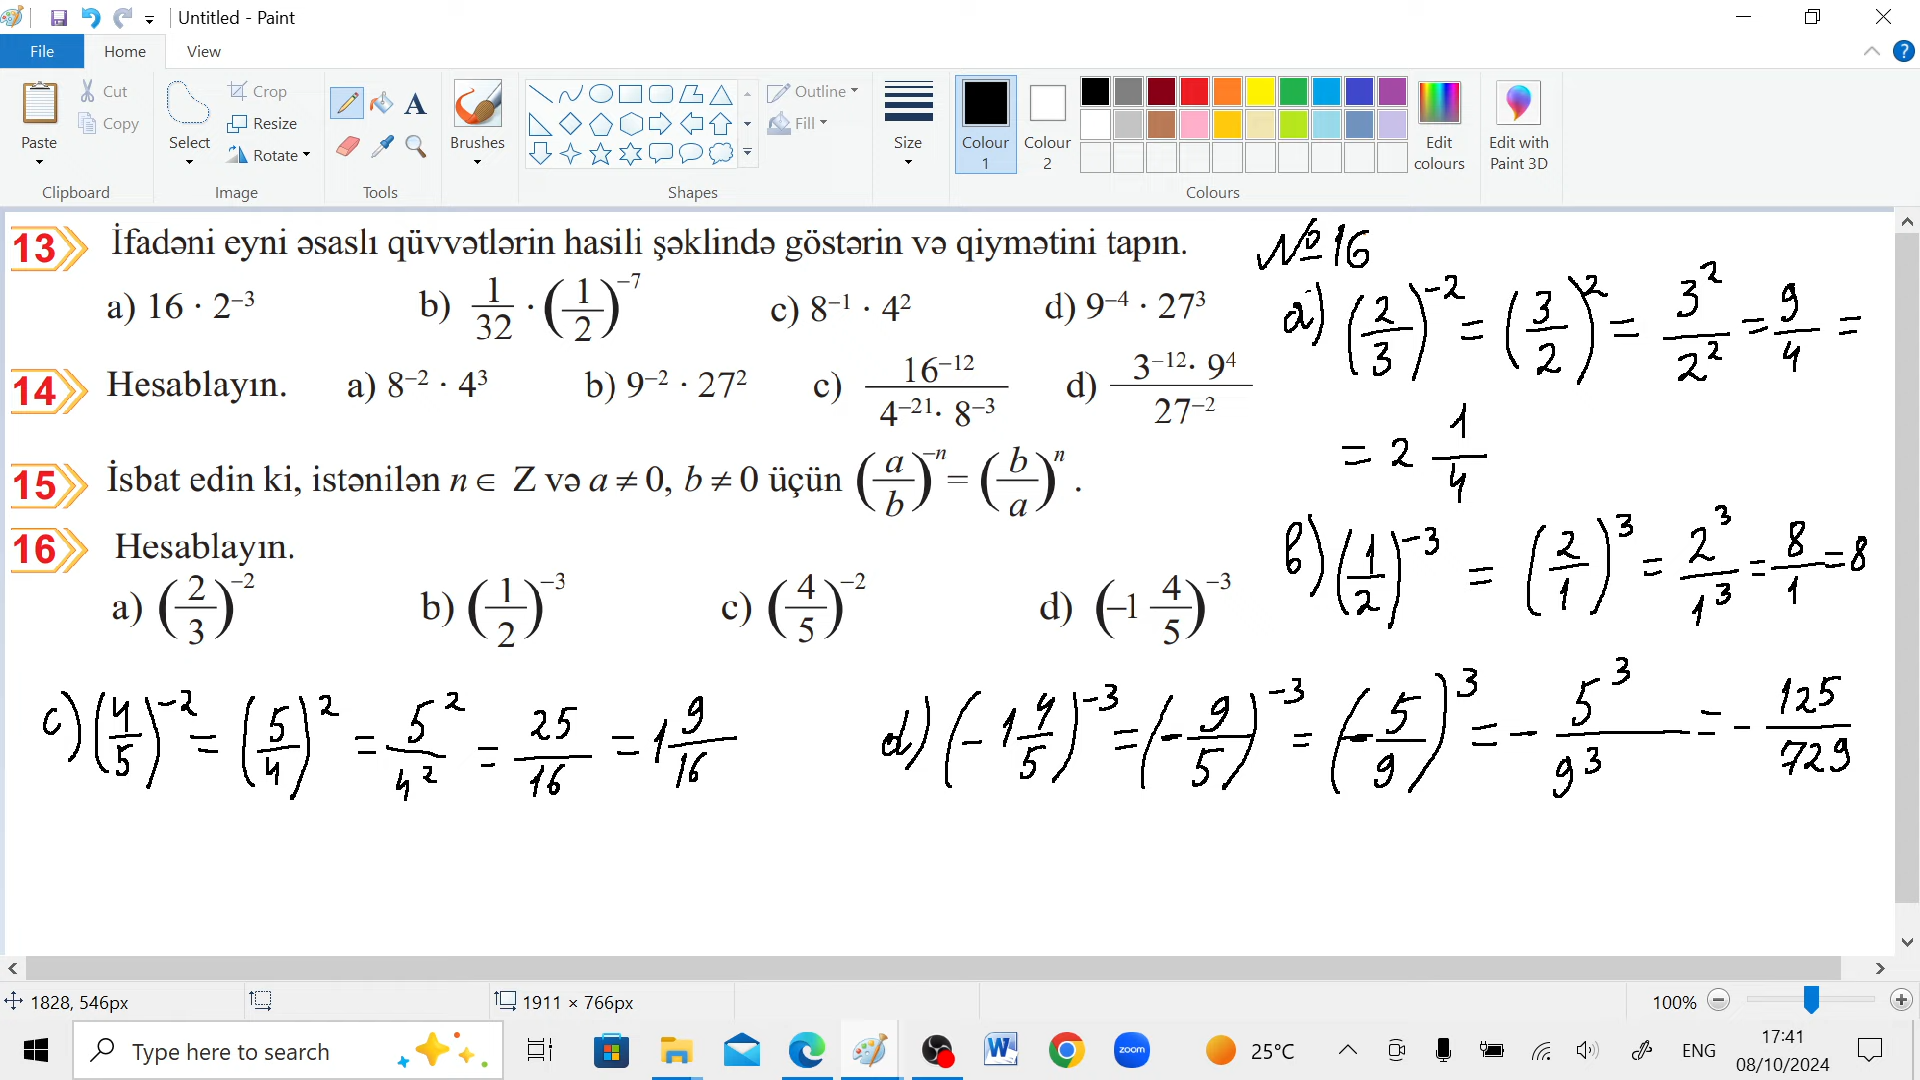 Untitled - Paint
File Home View
Paste Cut Copy Clipboard
Select Crop Resize Rotate Image
Tools
Brushes
Outline Fill Shapes
Size
Colour 1 Colour 2
Edit colours Colours
Edit with Paint 3D
13 İfadəni eyni əsaslı qüvvətlərin hasili şəklində göstərin və qiymətini tapın.
a) 16 · 2⁻³ b) 1/32 · (1/2)⁻⁷ c) 8⁻¹ · 4² d) 9⁻⁴ · 27³
14 Hesablayın. a) 8⁻² · 4³ b) 9⁻² · 27² c) 16⁻¹²/(4⁻²¹· 8⁻³) d) (3⁻¹²· 9⁴)/27⁻²
15 İsbat edin ki, istənilən n ∈ Z və a ≠ 0, b ≠ 0 üçün (a/b)⁻ⁿ = (b/a)ⁿ .
16 Hesablayın.
a) (2/3)⁻² b) (1/2)⁻³ c) (4/5)⁻² d) (–1 4/5)⁻³
№16
a) (2/3)⁻² = (3/2)² = 3²/2² = 9/4 =
= 2 1/4
b) (1/2)⁻³ = (2/1)³ = 2³/1³ = 8/1 = 8
c) (4/5)⁻² = (5/4)² = 5²/4² = 25/16 = 1 9/16
d) (-1 4/5)⁻³ = (-9/5)⁻³ = (-5/9)³ = - 5³/9³ = - 125/729
1828, 546px 1911 × 766px 100%
Type here to search zoom 25°C ENG 17:41
08/10/2024